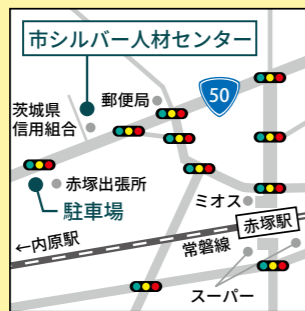 市シルバー人材センター
郵便局
50
茨城県
信用組合
赤塚出張所
駐車場
ミオス
赤塚駅
←内原駅
常磐線
スーパー